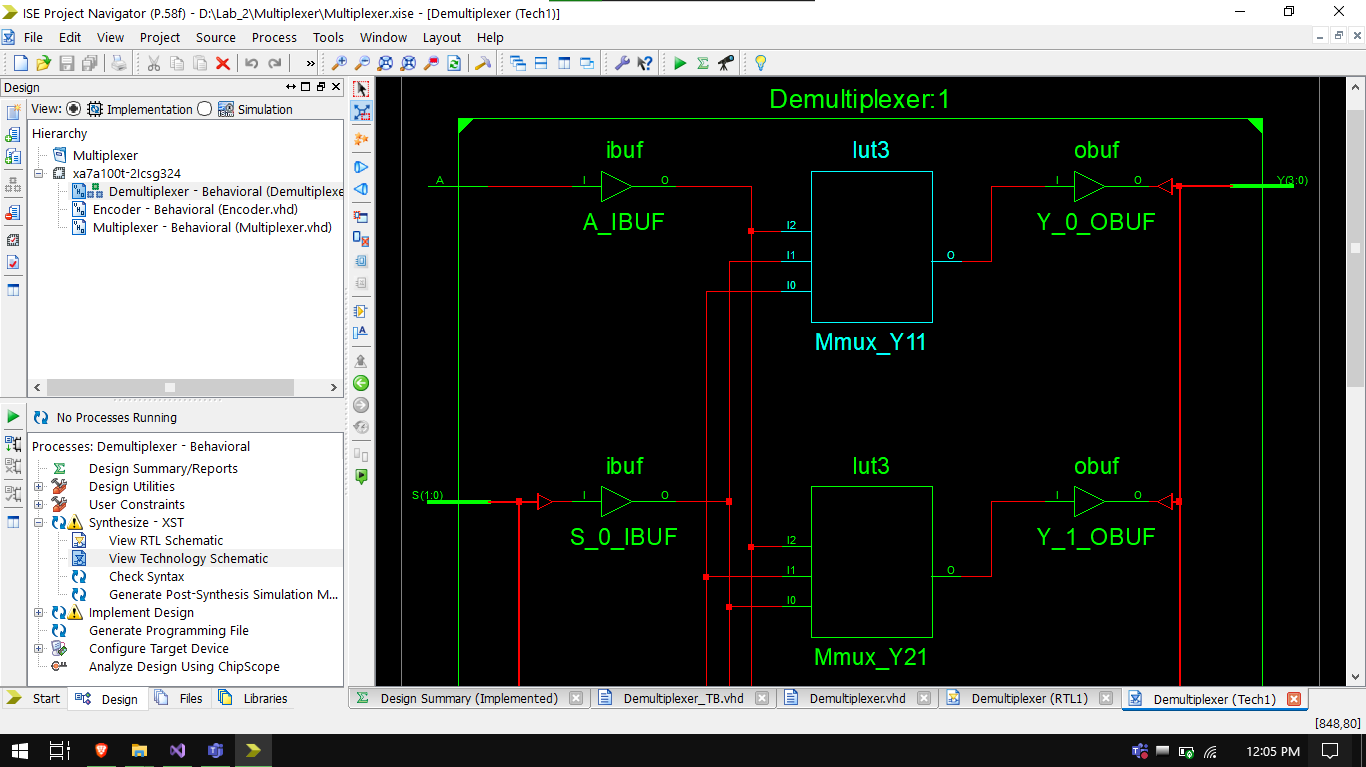 ISE Project Navigator (P.58f) - D:\Lab_2\Multiplexer\Multiplexer.xise - [Demultiplexer (Tech1)]
File Edit View Project Source Process Tools Window Layout Help
Design
View: Implementation Simulation
Hierarchy
Multiplexer
xa7a100t-2Icsg324
Demultiplexer - Behavioral (Demultiplexe
Encoder - Behavioral (Encoder.vhd)
Multiplexer - Behavioral (Multiplexer.vhd)
No Processes Running
Processes: Demultiplexer - Behavioral
Design Summary/Reports
Design Utilities
User Constraints
Synthesize - XST
View RTL Schematic
View Technology Schematic
Check Syntax
Generate Post-Synthesis Simulation M...
Implement Design
Generate Programming File
Configure Target Device
Analyze Design Using ChipScope
Start Design Files Libraries
Demultiplexer:1
ibuf lut3 obuf
A I O I O Y(3:0)
A_IBUF Y_0_OBUF
I2
I1 O
I0
Mmux_Y11
ibuf lut3 obuf
S(1:0) I O I O
S_0_IBUF Y_1_OBUF
I2
I1 O
I0
Mmux_Y21
Design Summary (Implemented) Demultiplexer_TB.vhd Demultiplexer.vhd Demultiplexer (RTL1) Demultiplexer (Tech1)
[848,80]
12:05 PM